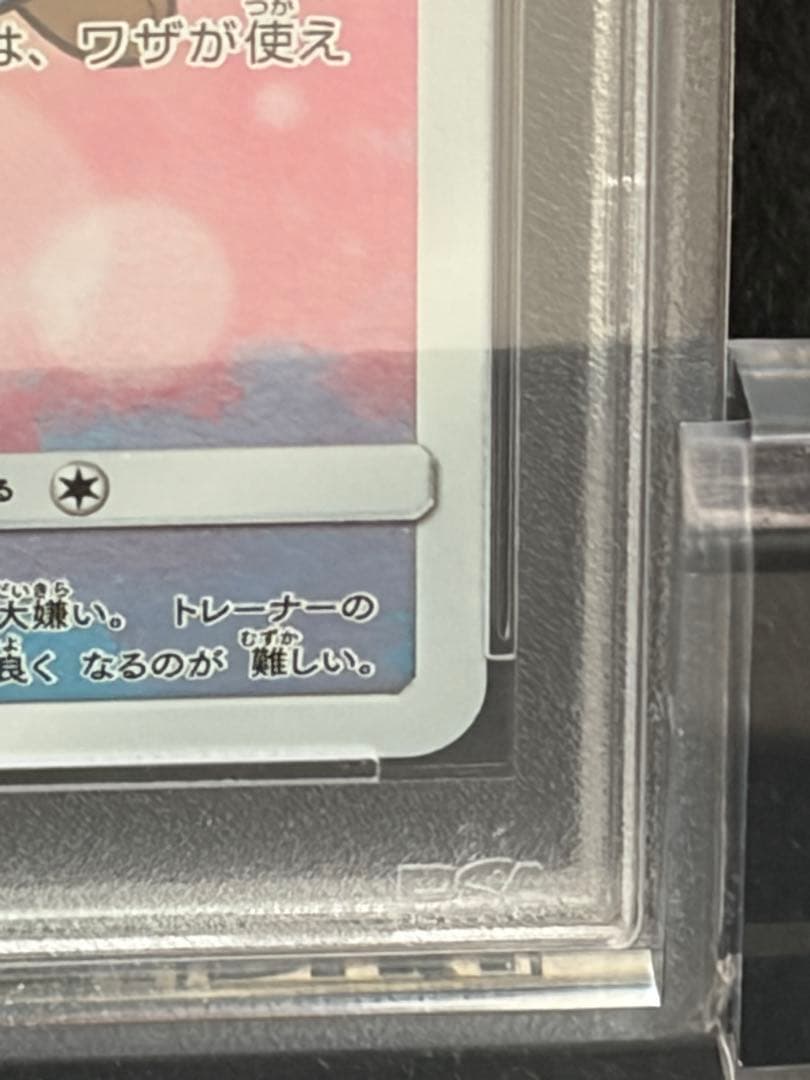 は、ワザが使え
る
大嫌い。 トレーナーの
良く なるのが 難しい。